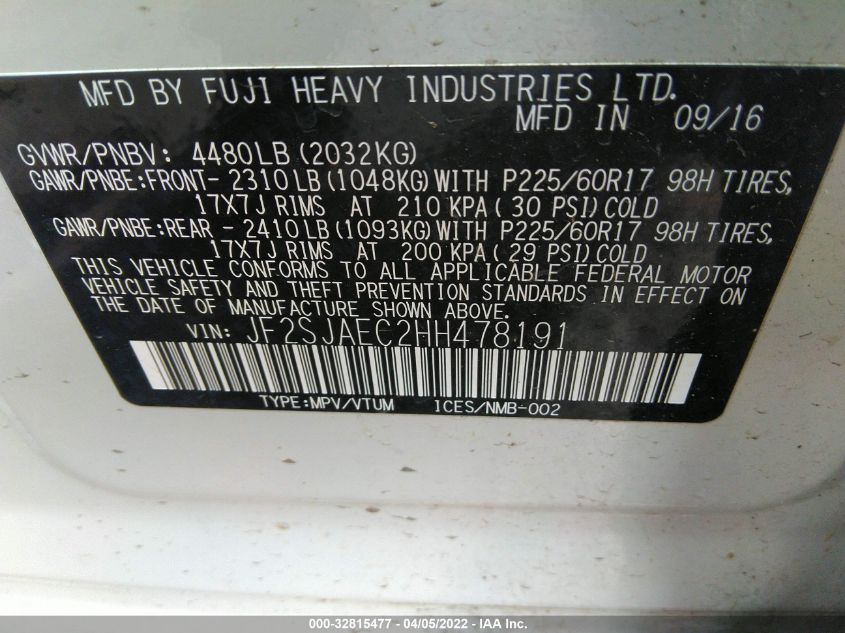 MFD BY FUJI HEAVY INDUSTRIES LTD.
MFD IN 09/16
GVWR/PNBV: 4480LB (2032KG)
GAWR/PNBE:FRONT- 2310LB (1048KG) WITH P225/60R17 98H TIRES,
17X7J RIMS AT 210 KPA ( 30 PSI) COLD
GAWR/PNBE:REAR - 2410LB (1093KG) WITH P225/60R17 98H TIRES,
17X7J RIMS AT 200 KPA ( 29 PSI) COLD
THIS VEHICLE CONFORMS TO ALL APPLICABLE FEDERAL MOTOR
VEHICLE SAFETY AND THEFT PREVENTION STANDARDS IN EFFECT ON
THE DATE OF MANUFACTURE SHOWN ABOVE.
VIN: JF2SJAEC2HH478191
TYPE:MPV/VTUM ICES/NMB-002
000-32815477 - 04/05/2022 - IAA Inc.